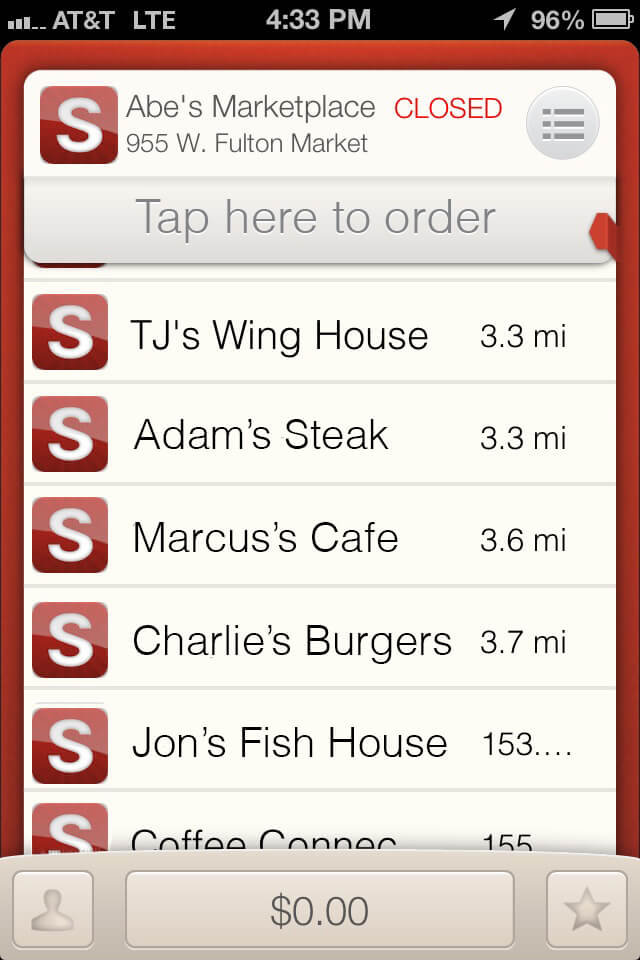 AT&T LTE 4:33 PM 96%
S Abe's Marketplace CLOSED
955 W. Fulton Market
Tap here to order
S TJ's Wing House 3.3 mi
S Adam’s Steak 3.3 mi
S Marcus’s Cafe 3.6 mi
S Charlie’s Burgers 3.7 mi
S Jon’s Fish House 153....
S Coffee Connec 155
$0.00